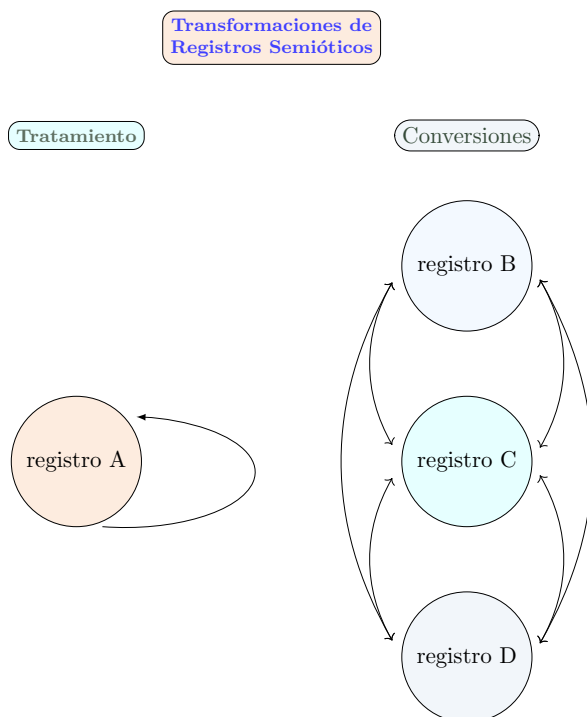 Transformaciones de
Registros Semióticos
Tratamiento
Conversiones
registro B
registro A
registro C
registro D